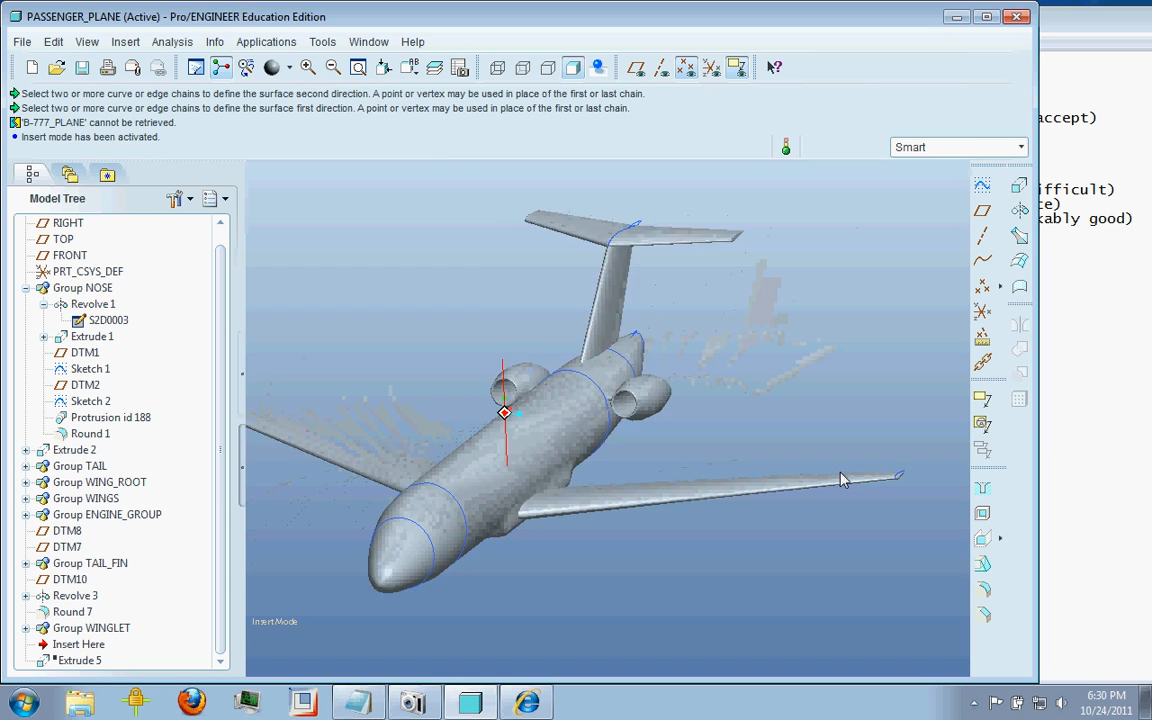 PASSENGER_PLANE (Active) - Pro/ENGINEER Education Edition
File Edit View Insert Analysis Info Applications Tools Window Help
Select two or more curve or edge chains to define the surface second direction. A point or vertex may be used in place of the first or last chain.
Select two or more curve or edge chains to define the surface first direction. A point or vertex may be used in place of the first or last chain.
'B-777_PLANE' cannot be retrieved.
Insert mode has been activated.
Smart
accept)
ifficult)
ce)
kably good)
Model Tree
RIGHT
TOP
FRONT
PRT_CSYS_DEF
Group NOSE
Revolve 1
S2D0003
Extrude 1
DTM1
Sketch 1
DTM2
Sketch 2
Protrusion id 188
Round 1
Extrude 2
Group TAIL
Group WING_ROOT
Group WINGS
Group ENGINE_GROUP
DTM8
DTM7
Group TAIL_FIN
DTM10
Revolve 3
Round 7
Group WINGLET
Insert Here
Extrude 5
Insert Mode
6:30 PM
10/24/2011